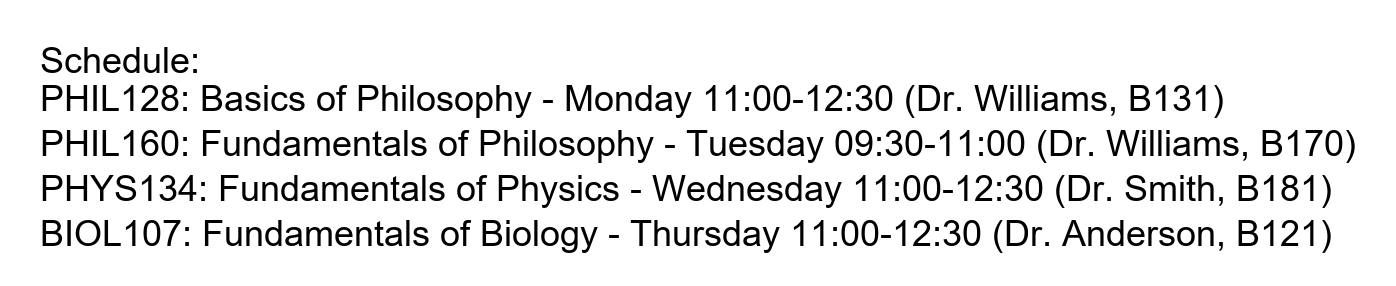 Schedule:
PHIL128: Basics of Philosophy - Monday 11:00-12:30 (Dr. Williams, B131)
PHIL160: Fundamentals of Philosophy - Tuesday 09:30-11:00 (Dr. Williams, B170)
PHYS134: Fundamentals of Physics - Wednesday 11:00-12:30 (Dr. Smith, B181)
BIOL107: Fundamentals of Biology - Thursday 11:00-12:30 (Dr. Anderson, B121)